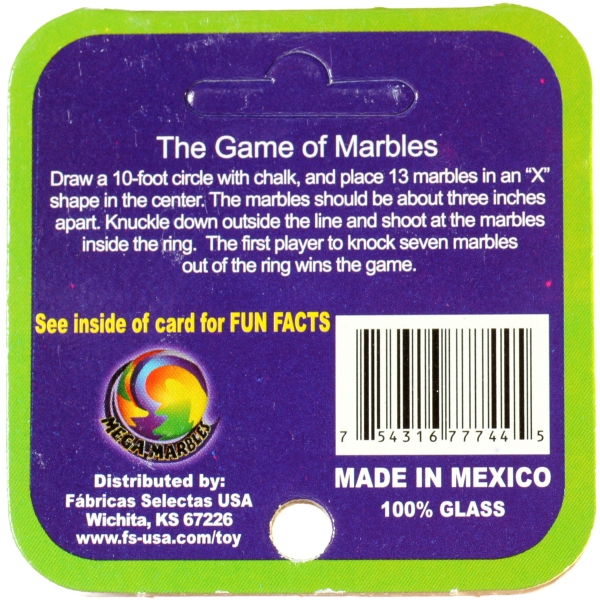 The Game of Marbles
Draw a 10-foot circle with chalk, and place 13 marbles in an “X”
shape in the center. The marbles should be about three inches
apart. Knuckle down outside the line and shoot at the marbles
inside the ring. The first player to knock seven marbles
out of the ring wins the game.
See inside of card for FUN FACTS
MEGA-MARBLES
Distributed by:
Fábricas Selectas USA
Wichita, KS 67226
www.fs-usa.com/toy
7 54316 77744 5
MADE IN MEXICO
100% GLASS